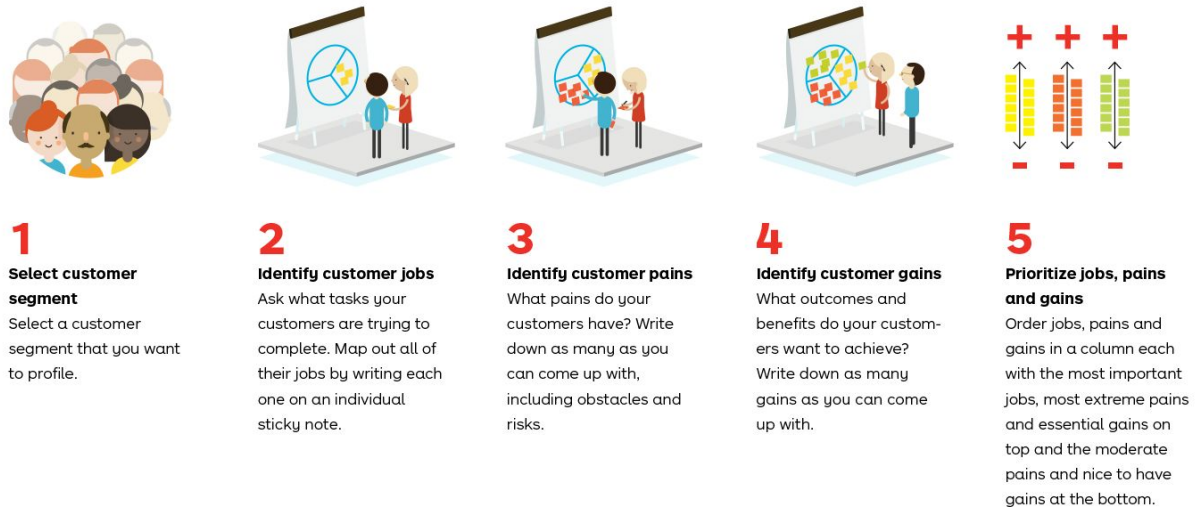 1
Select customer
segment
Select a customer
segment that you want
to profile.
2
Identify customer jobs
Ask what tasks your
customers are trying to
complete. Map out all of
their jobs by writing each
one on an individual
sticky note.
3
Identify customer pains
What pains do your
customers have? Write
down as many as you
can come up with,
including obstacles and
risks.
4
Identify customer gains
What outcomes and
benefits do your custom-
ers want to achieve?
Write down as many
gains as you can come
up with.
+ + +
- - -
5
Prioritize jobs, pains
and gains
Order jobs, pains and
gains in a column each
with the most important
jobs, most extreme pains
and essential gains on
top and the moderate
pains and nice to have
gains at the bottom.